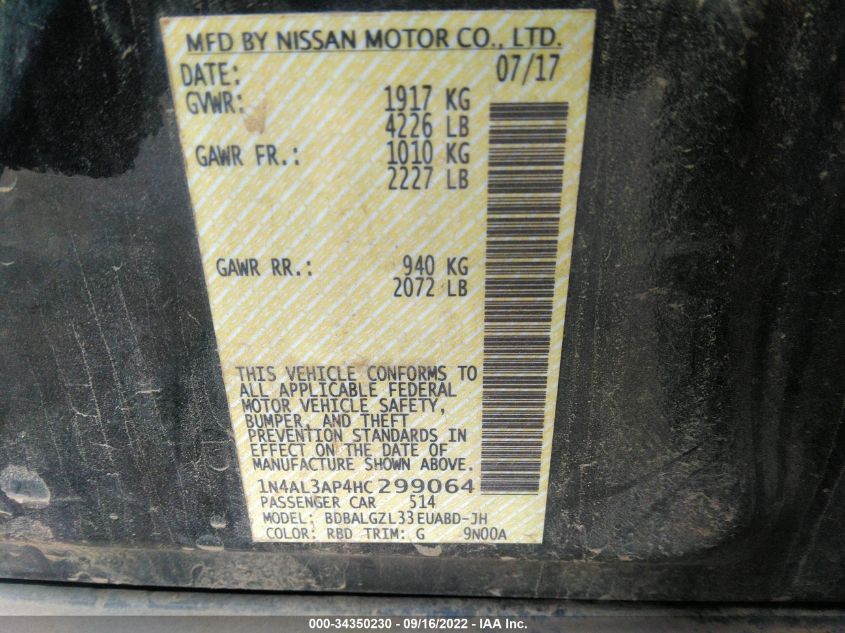 MFD BY NISSAN MOTOR CO., LTD.
DATE: 07/17
GVWR: 1917 KG
4226 LB
GAWR FR.: 1010 KG
2227 LB
GAWR RR.: 940 KG
2072 LB
THIS VEHICLE CONFORMS TO
ALL APPLICABLE FEDERAL
MOTOR VEHICLE SAFETY,
BUMPER, AND THEFT
PREVENTION STANDARDS IN
EFFECT ON THE DATE OF
MANUFACTURE SHOWN ABOVE.
1N4AL3AP4HC299064
PASSENGER CAR 514
MODEL: BDBALGZL33EUABD-JH
COLOR: RBD TRIM: G 9N00A
000-34350230 - 09/16/2022 - IAA Inc.